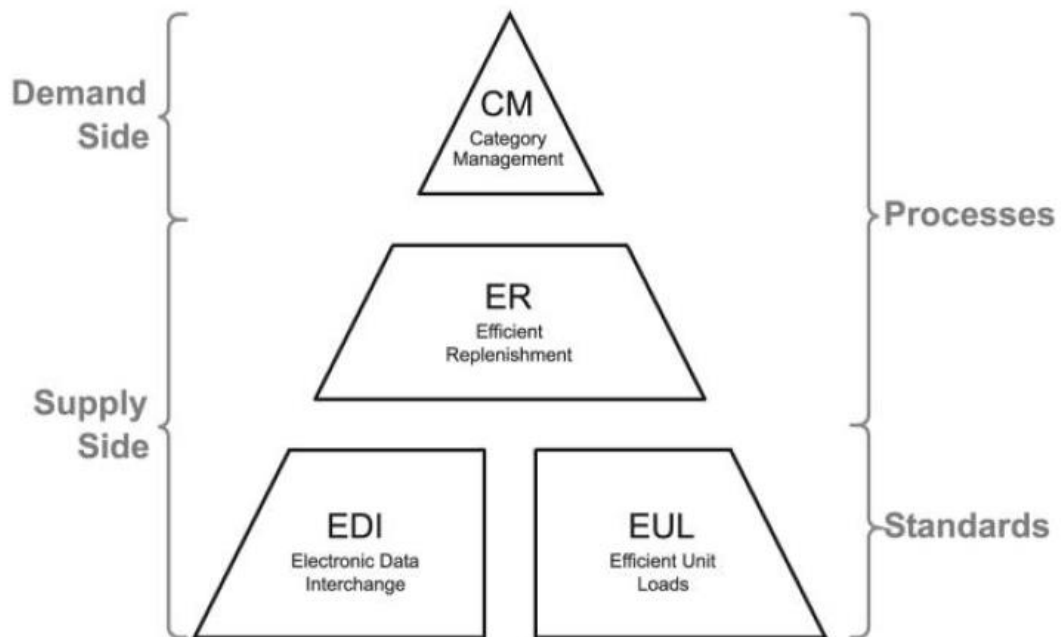 Demand
Side
CM
Category
Management
Processes
ER
Efficient
Replenishment
Supply
Side
EDI
Electronic Data
Interchange
EUL
Efficient Unit
Loads
Standards